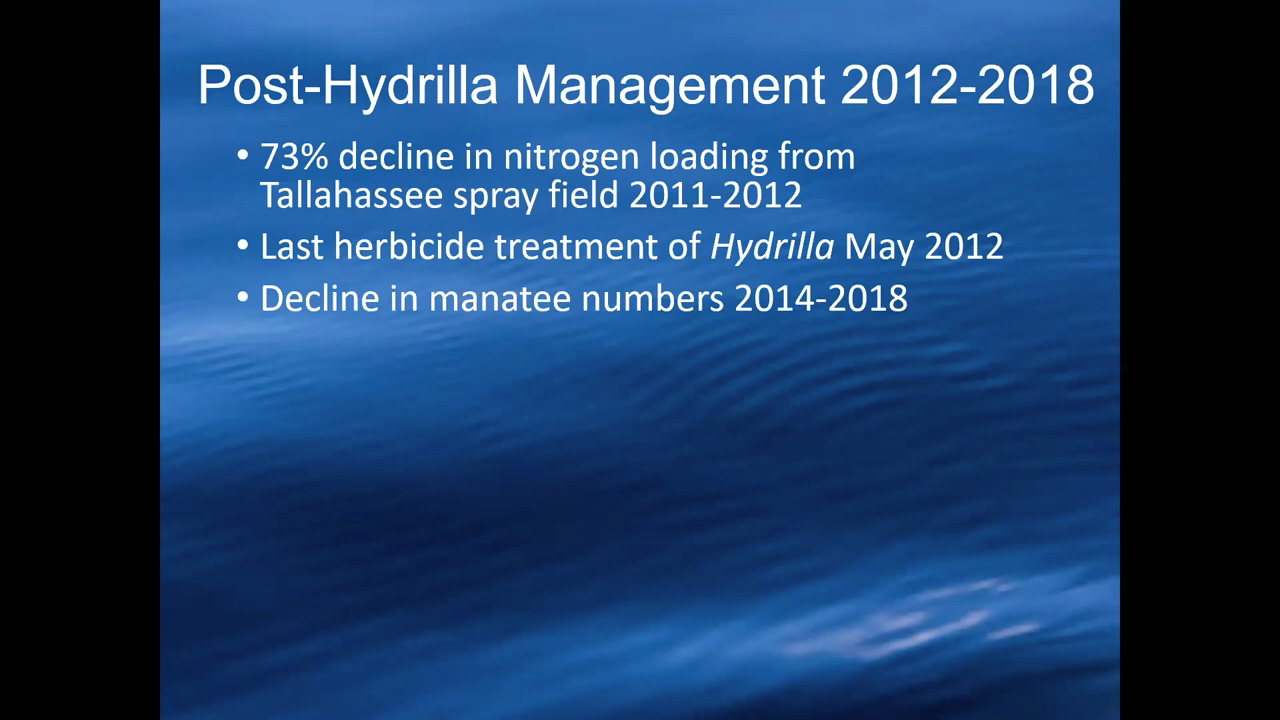 Post-Hydrilla Management 2012-2018
• 73% decline in nitrogen loading from
Tallahassee spray field 2011-2012
• Last herbicide treatment of Hydrilla May 2012
• Decline in manatee numbers 2014-2018